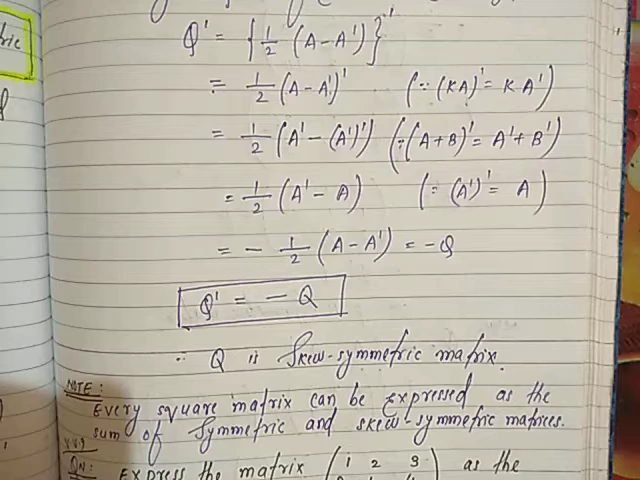 ric
Q' = {1/2 (A - A')}'
= 1/2 (A - A')' (∵ (KA)' = K A')
= 1/2 (A' - (A')') (∵ (A+B)' = A' + B')
= 1/2 (A' - A) (∵ (A')' = A)
= - 1/2 (A - A') = - Q
Q' = - Q
∴ Q is Skew-symmetric matrix.
NOTE:
Every square matrix can be expressed as the
sum of Symmetric and skew-symmetric matrices.
QN: Express the matrix ( 1 2 3 ) as the